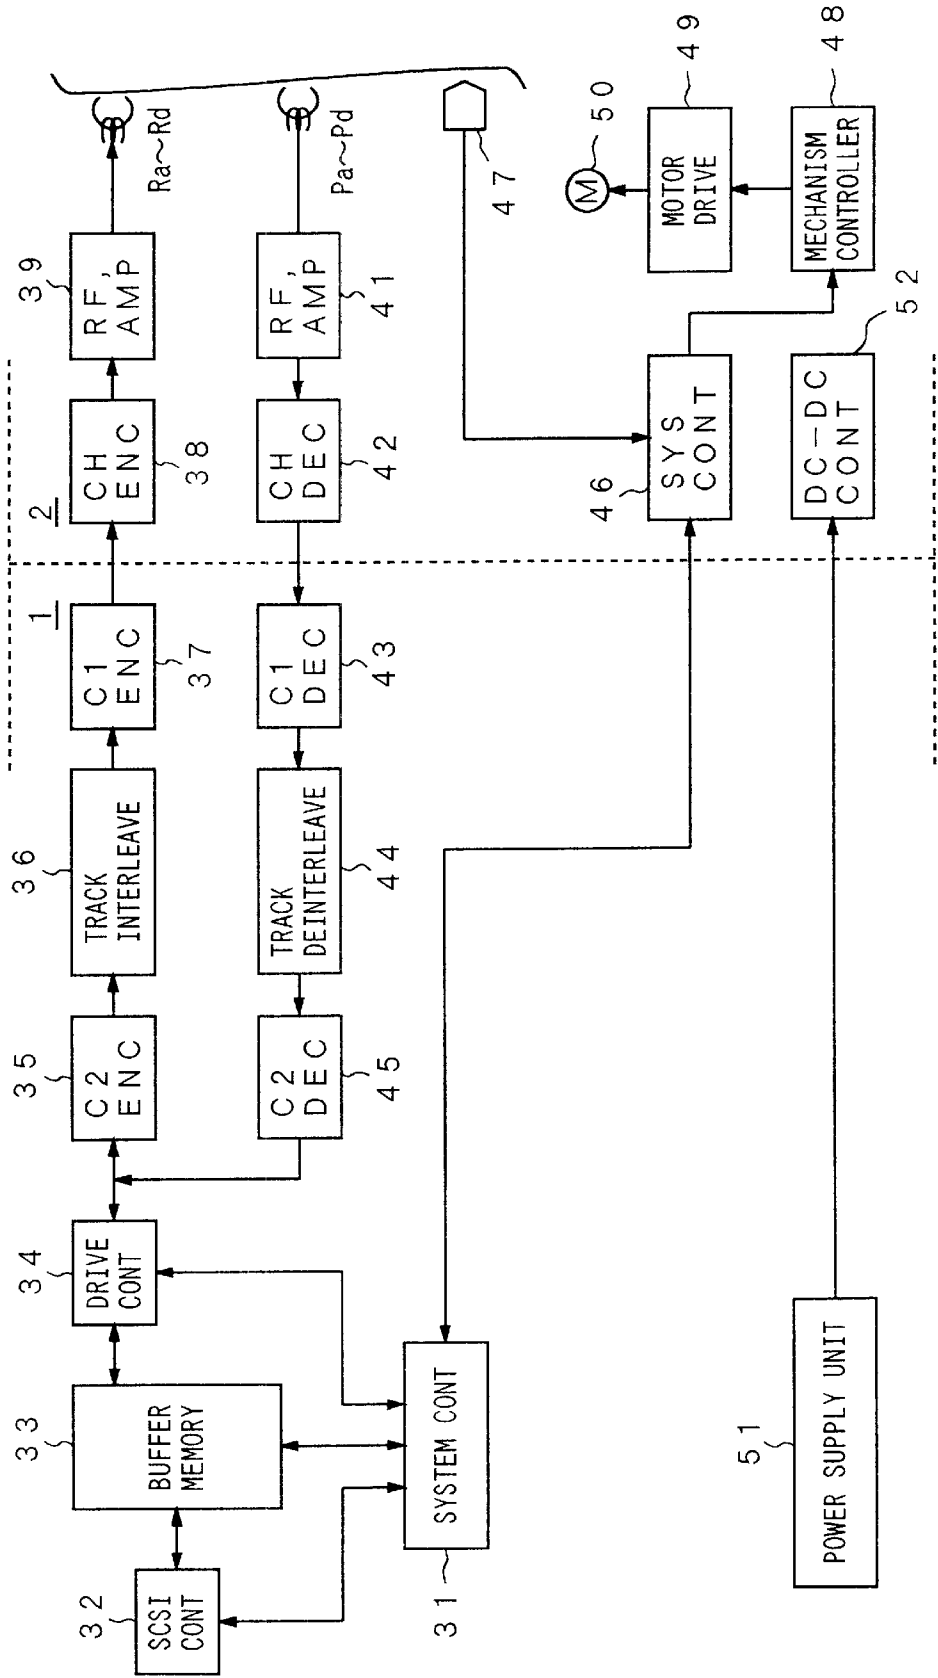 32
SCSI
CONT
33
BUFFER
MEMORY
34
DRIVE
CONT
35
C2
ENC
36
TRACK
INTERLEAVE
1
C1
ENC
37
2
CH
ENC
38
39
RF,
AMP
Ra~Rd
C2
DEC
45
TRACK
DEINTERLEAVE
44
C1
DEC
43
CH
DEC
42
RF,
AMP
41
Pa~Pd
47
31
SYSTEM CONT
46
SYS
CONT
50
M
MOTOR
DRIVE
49
51
POWER SUPPLY UNIT
DC-DC
CONT
52
MECHANISM
CONTROLLER
48